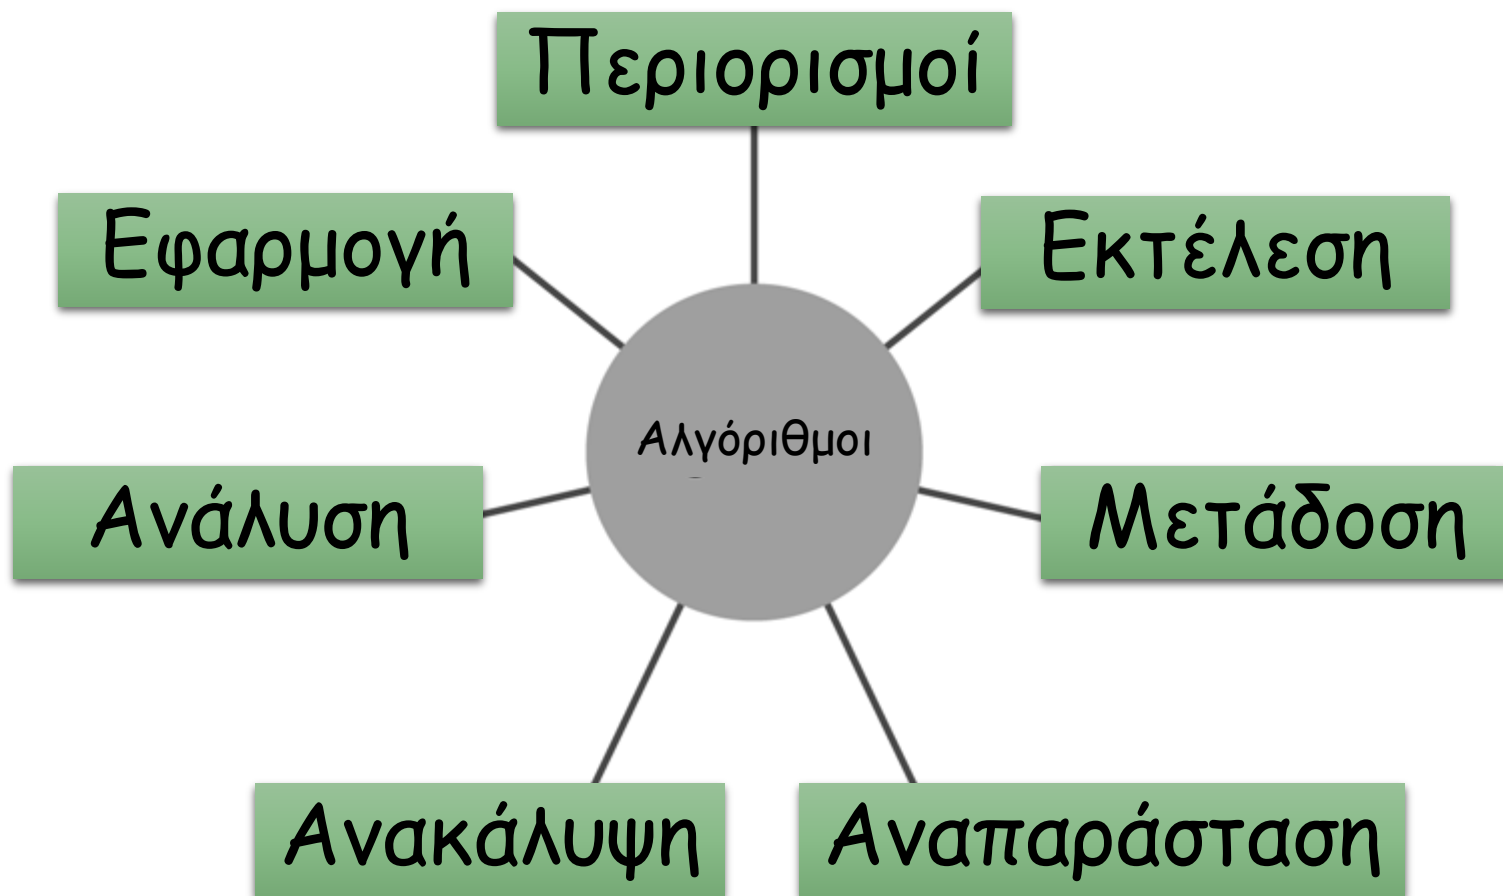 Περιορισμοί
Εφαρμογή
Εκτέλεση
Αλγόριθμοι
Ανάλυση
Μετάδοση
Ανακάλυψη
Αναπαράσταση